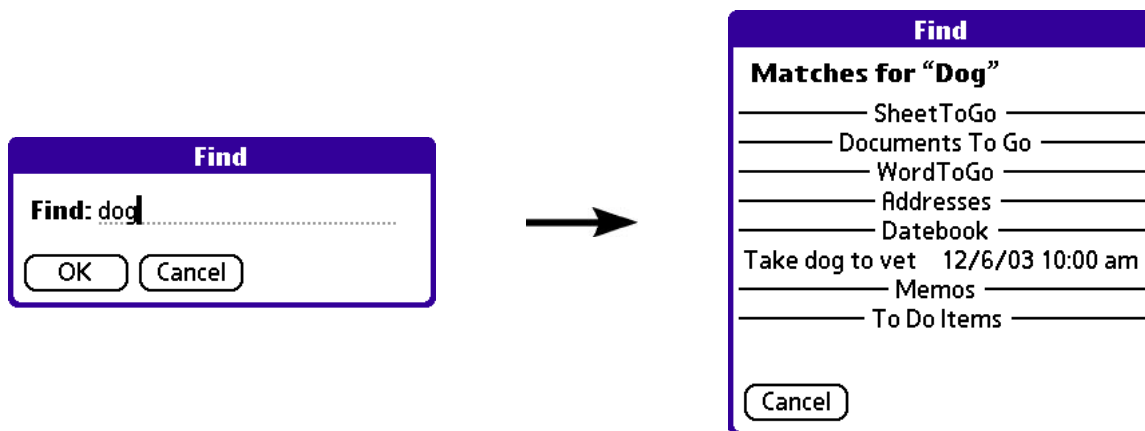 Find
Find: dog
OK Cancel
Find
Matches for “Dog”
SheetToGo
Documents To Go
WordToGo
Addresses
Datebook
Take dog to vet 12/6/03 10:00 am
Memos
To Do Items
Cancel